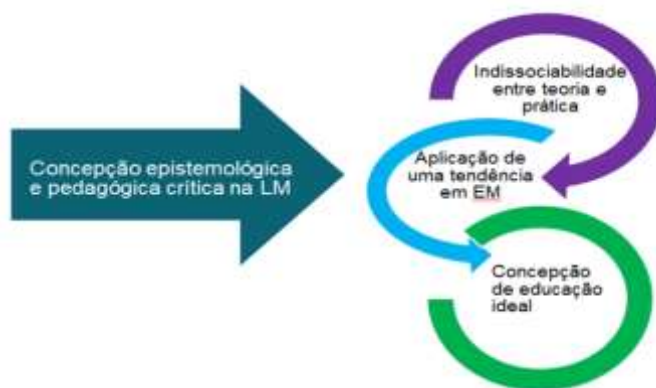 Concepção epistemológica
e pedagógica crítica na LM
Indissociabilidade
entre teoria e
prática
Aplicação de
uma tendência
em EM
Concepção
de educação
ideal